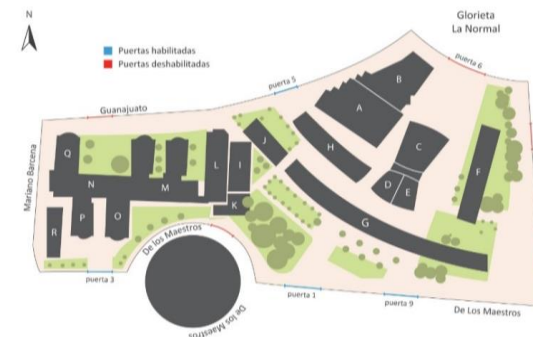 Glorieta
La Normal
N
Puertas habilitadas
Puertas deshabilitadas
puerta 6
puerta 5
Guanajuato
Mariano Barcena
B
A
C
H
J
L
I
Q
N
M
K
D
E
F
G
P
O
R
De los Maestros
De los Maestros
puerta 3
puerta 1
puerta 9
De Los Maestros